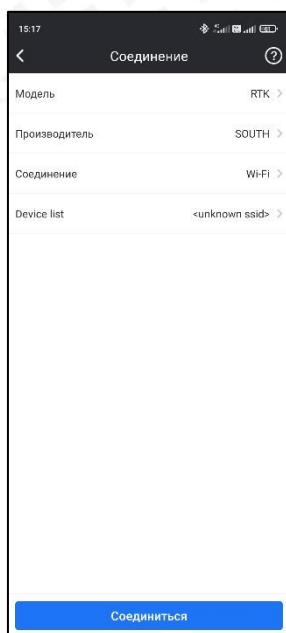 15:17
Соединение
Модель RTK
Производитель SOUTH
Соединение Wi-Fi
Device list <unknown ssid>
Соединиться